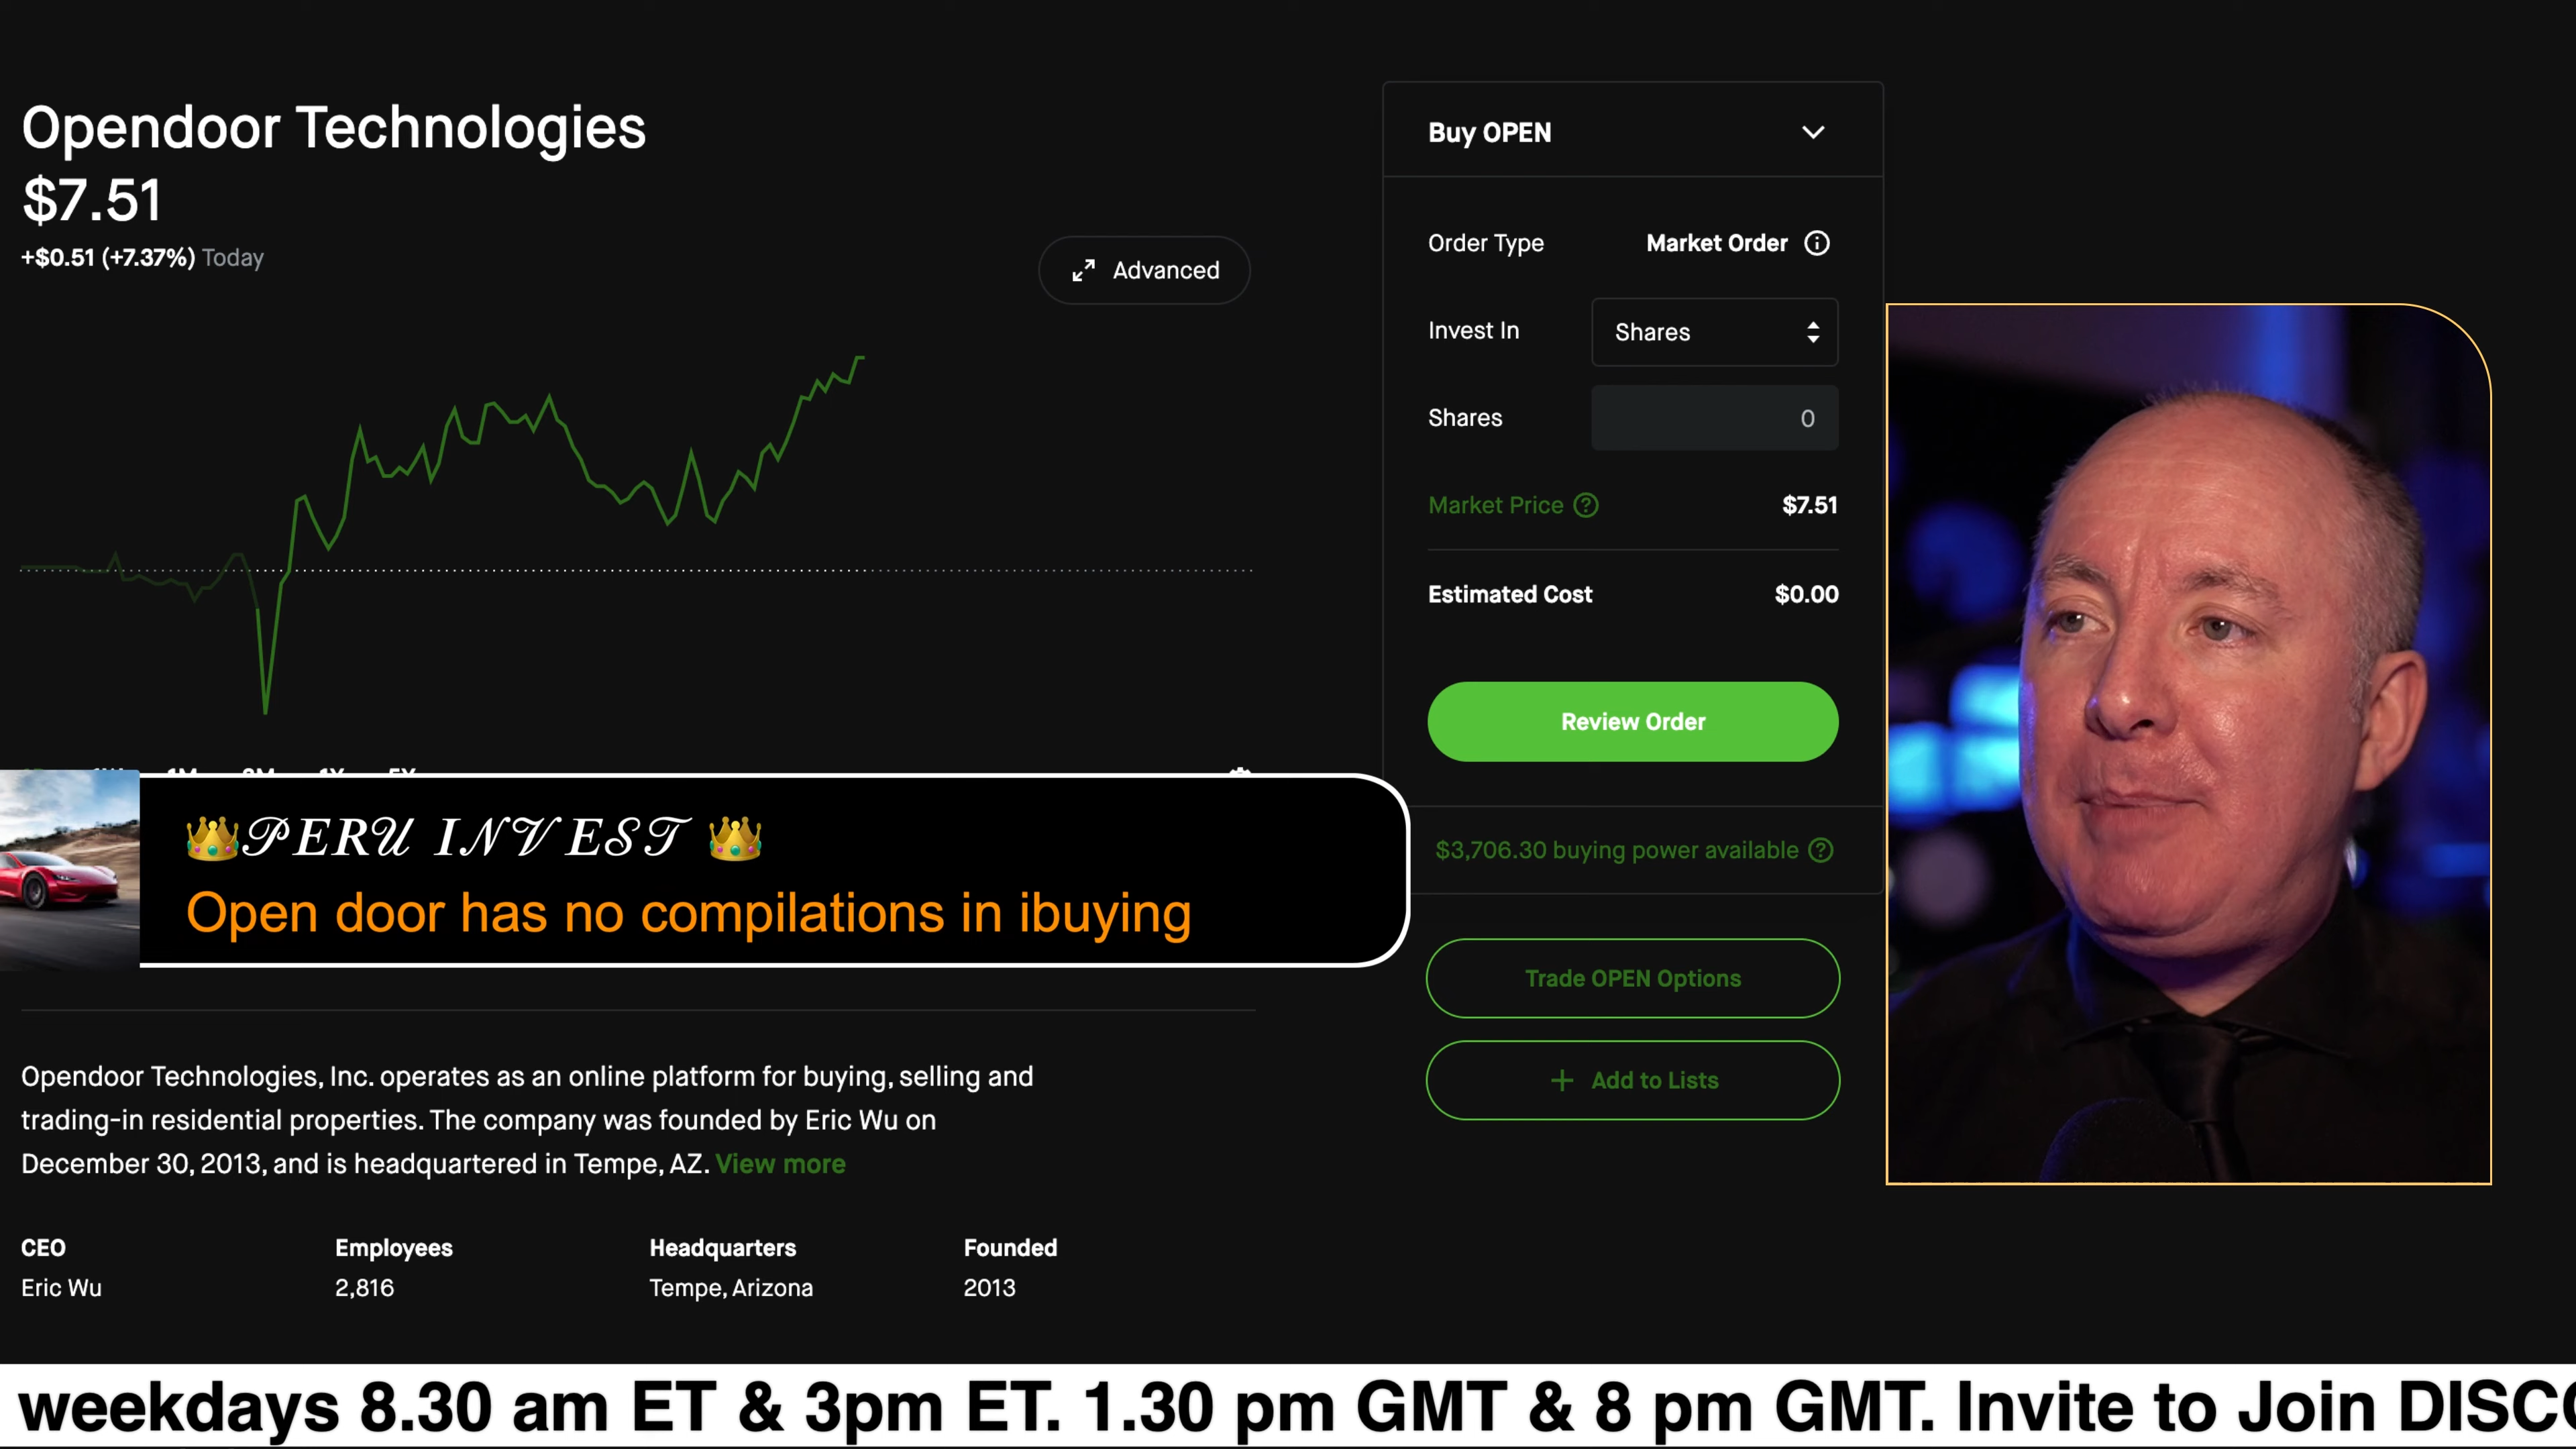 Opendoor Technologies
$7.51
+$0.51 (+7.37%) Today
Advanced
Buy OPEN
Order Type Market Order
Invest In Shares
Shares 0
Market Price $7.51
Estimated Cost $0.00
Review Order
$3,706.30 buying power available
Trade OPEN Options
+ Add to Lists
1M 3M 1Y 5Y
👑𝒫ERU INVEST 👑
Open door has no compilations in ibuying
Opendoor Technologies, Inc. operates as an online platform for buying, selling and
trading-in residential properties. The company was founded by Eric Wu on
December 30, 2013, and is headquartered in Tempe, AZ. View more
CEO Employees Headquarters Founded
Eric Wu 2,816 Tempe, Arizona 2013
weekdays 8.30 am ET & 3pm ET. 1.30 pm GMT & 8 pm GMT. Invite to Join DISCO